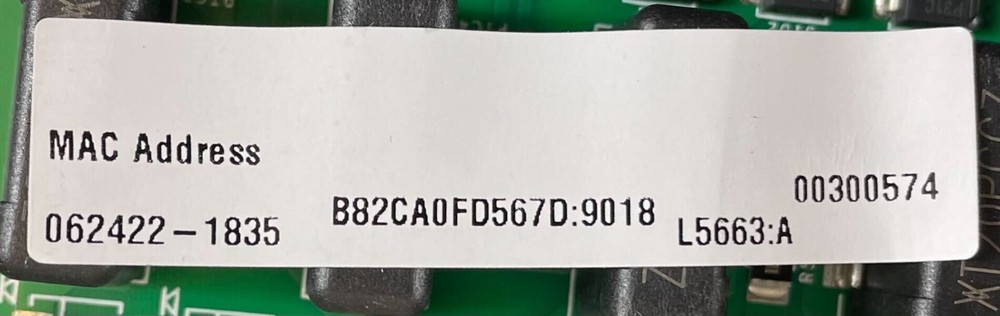 MAC Address
062422-1835 B82CA0FD567D:9018 L5663:A 00300574